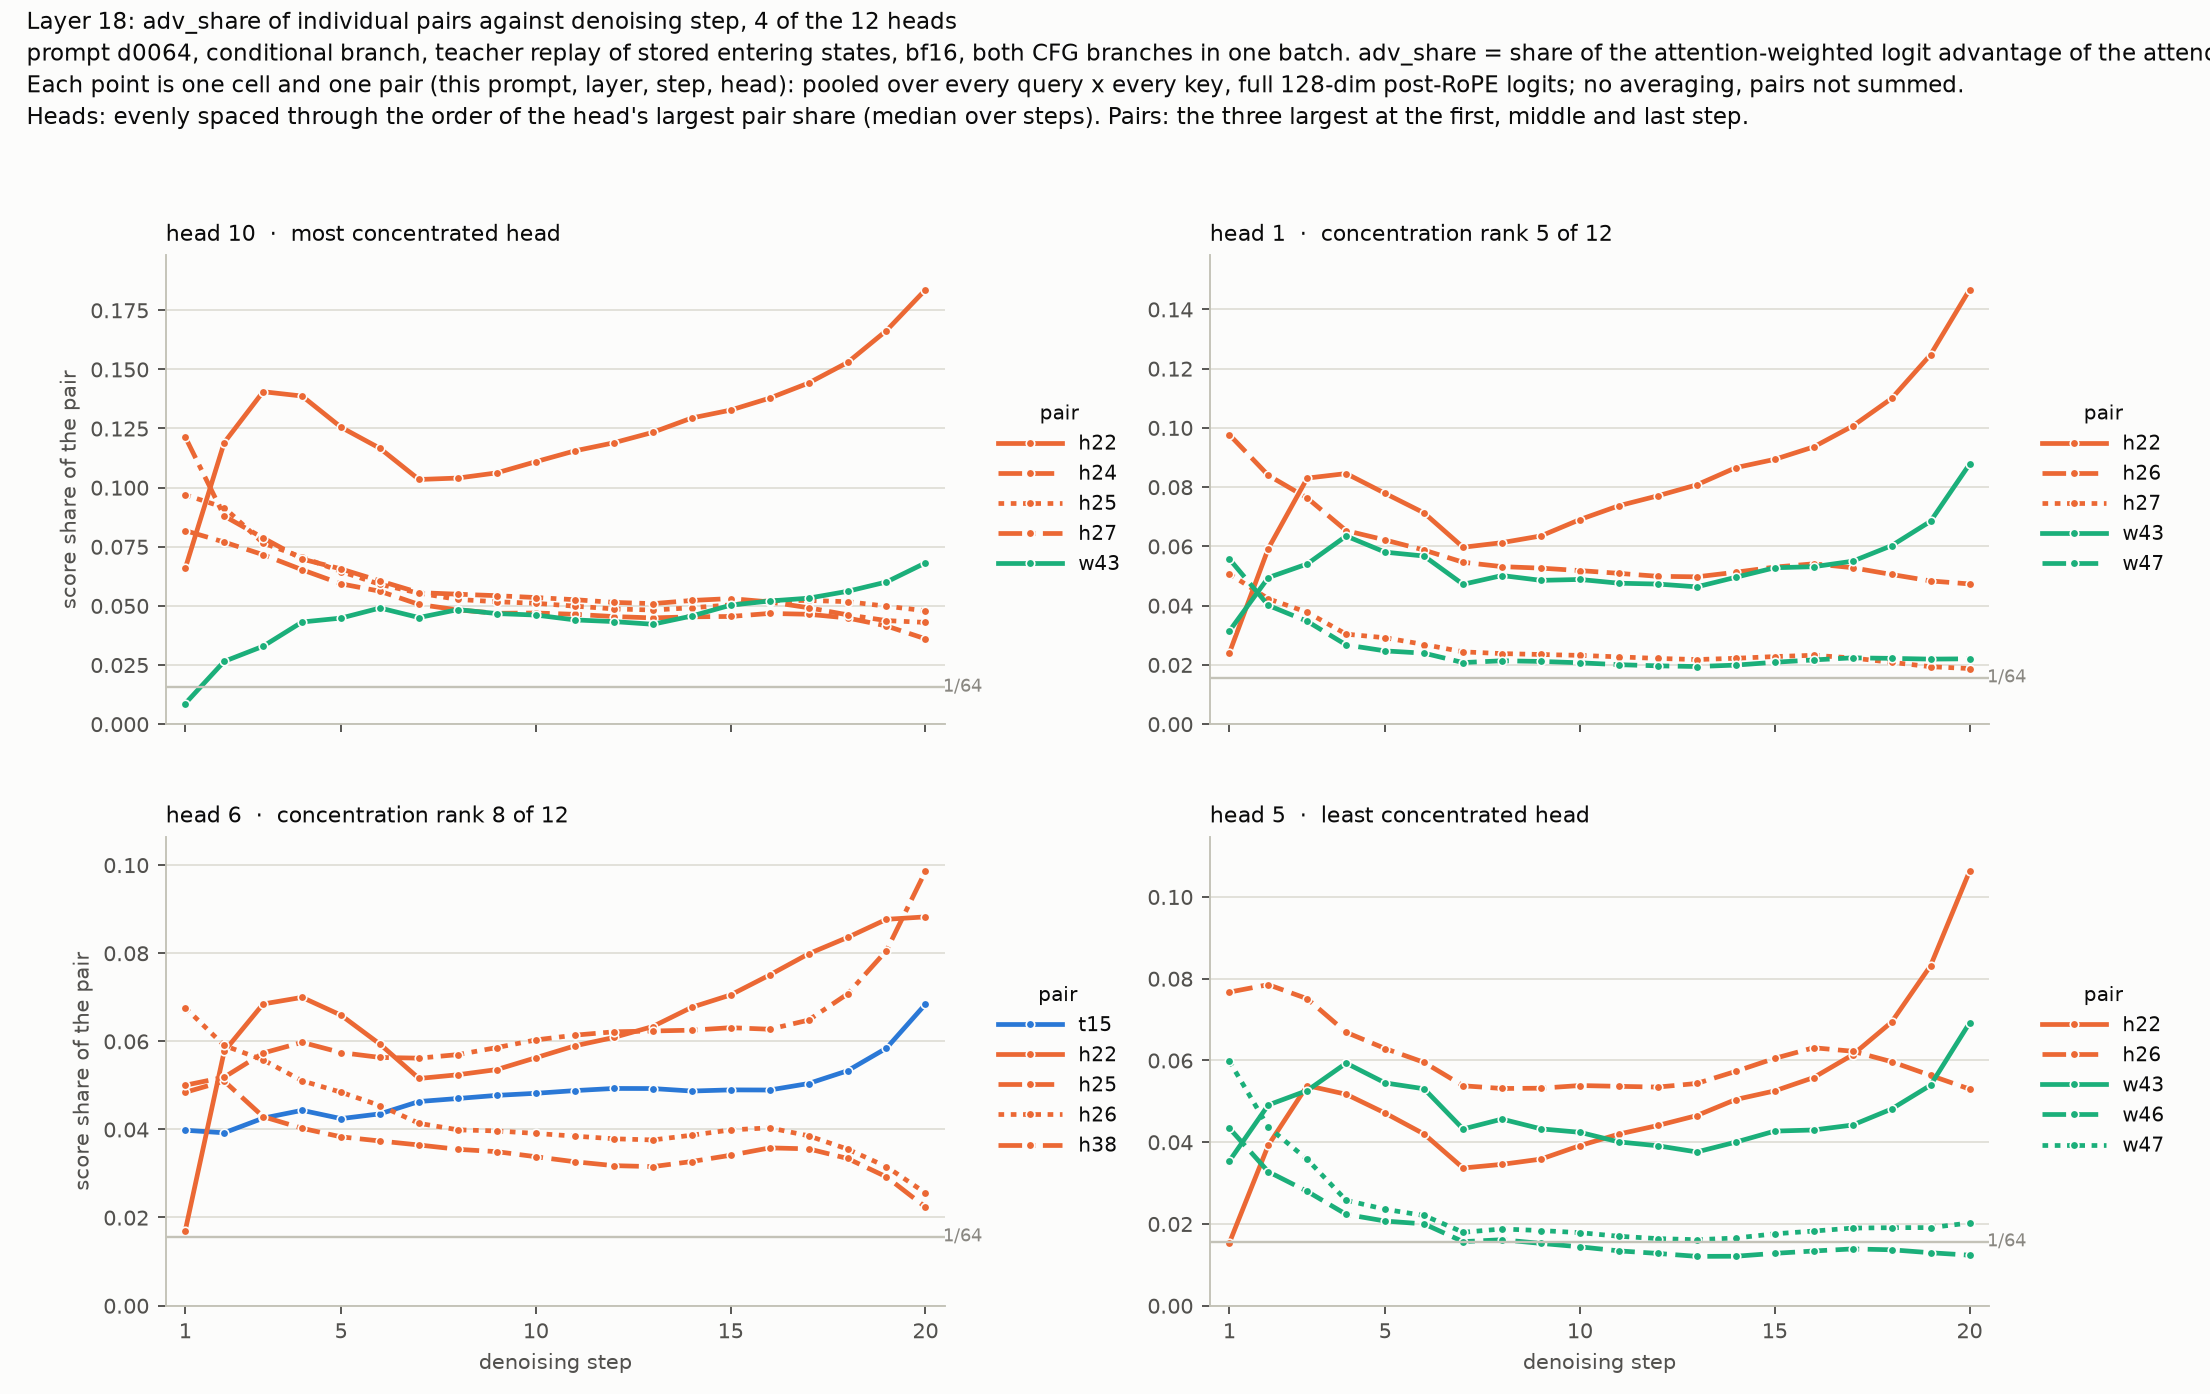 Layer 18: adv_share of individual pairs against denoising step, 4 of the 12 heads
prompt d0064, conditional branch, teacher replay of stored entering states, bf16, both CFG branches in one batch. adv_share = share of the attention-weighted logit advantage of the
Each point is one cell and one pair (this prompt, layer, step, head): pooled over every query x every key, full 128-dim post-RoPE logits; no averaging, pairs not summed.
Heads: evenly spaced through the order of the head's largest pair share (median over steps). Pairs: the three largest at the first, middle and last step.
head 10 · most concentrated head
score share of the pair
0.175
0.150
0.125
0.100
0.075
0.050
0.025
0.000
1/64
pair
h22
h24
h25
h27
w43
head 1 · concentration rank 5 of 12
0.14
0.12
0.10
0.08
0.06
0.04
0.02
0.00
1/64
pair
h22
h26
h27
w43
w47
head 6 · concentration rank 8 of 12
score share of the pair
0.10
0.08
0.06
0.04
0.02
0.00
1/64
1
5
10
15
20
denoising step
pair
t15
h22
h25
h26
h38
head 5 · least concentrated head
0.10
0.08
0.06
0.04
0.02
0.00
1/64
1
5
10
15
20
denoising step
pair
h22
h26
w43
w46
w47